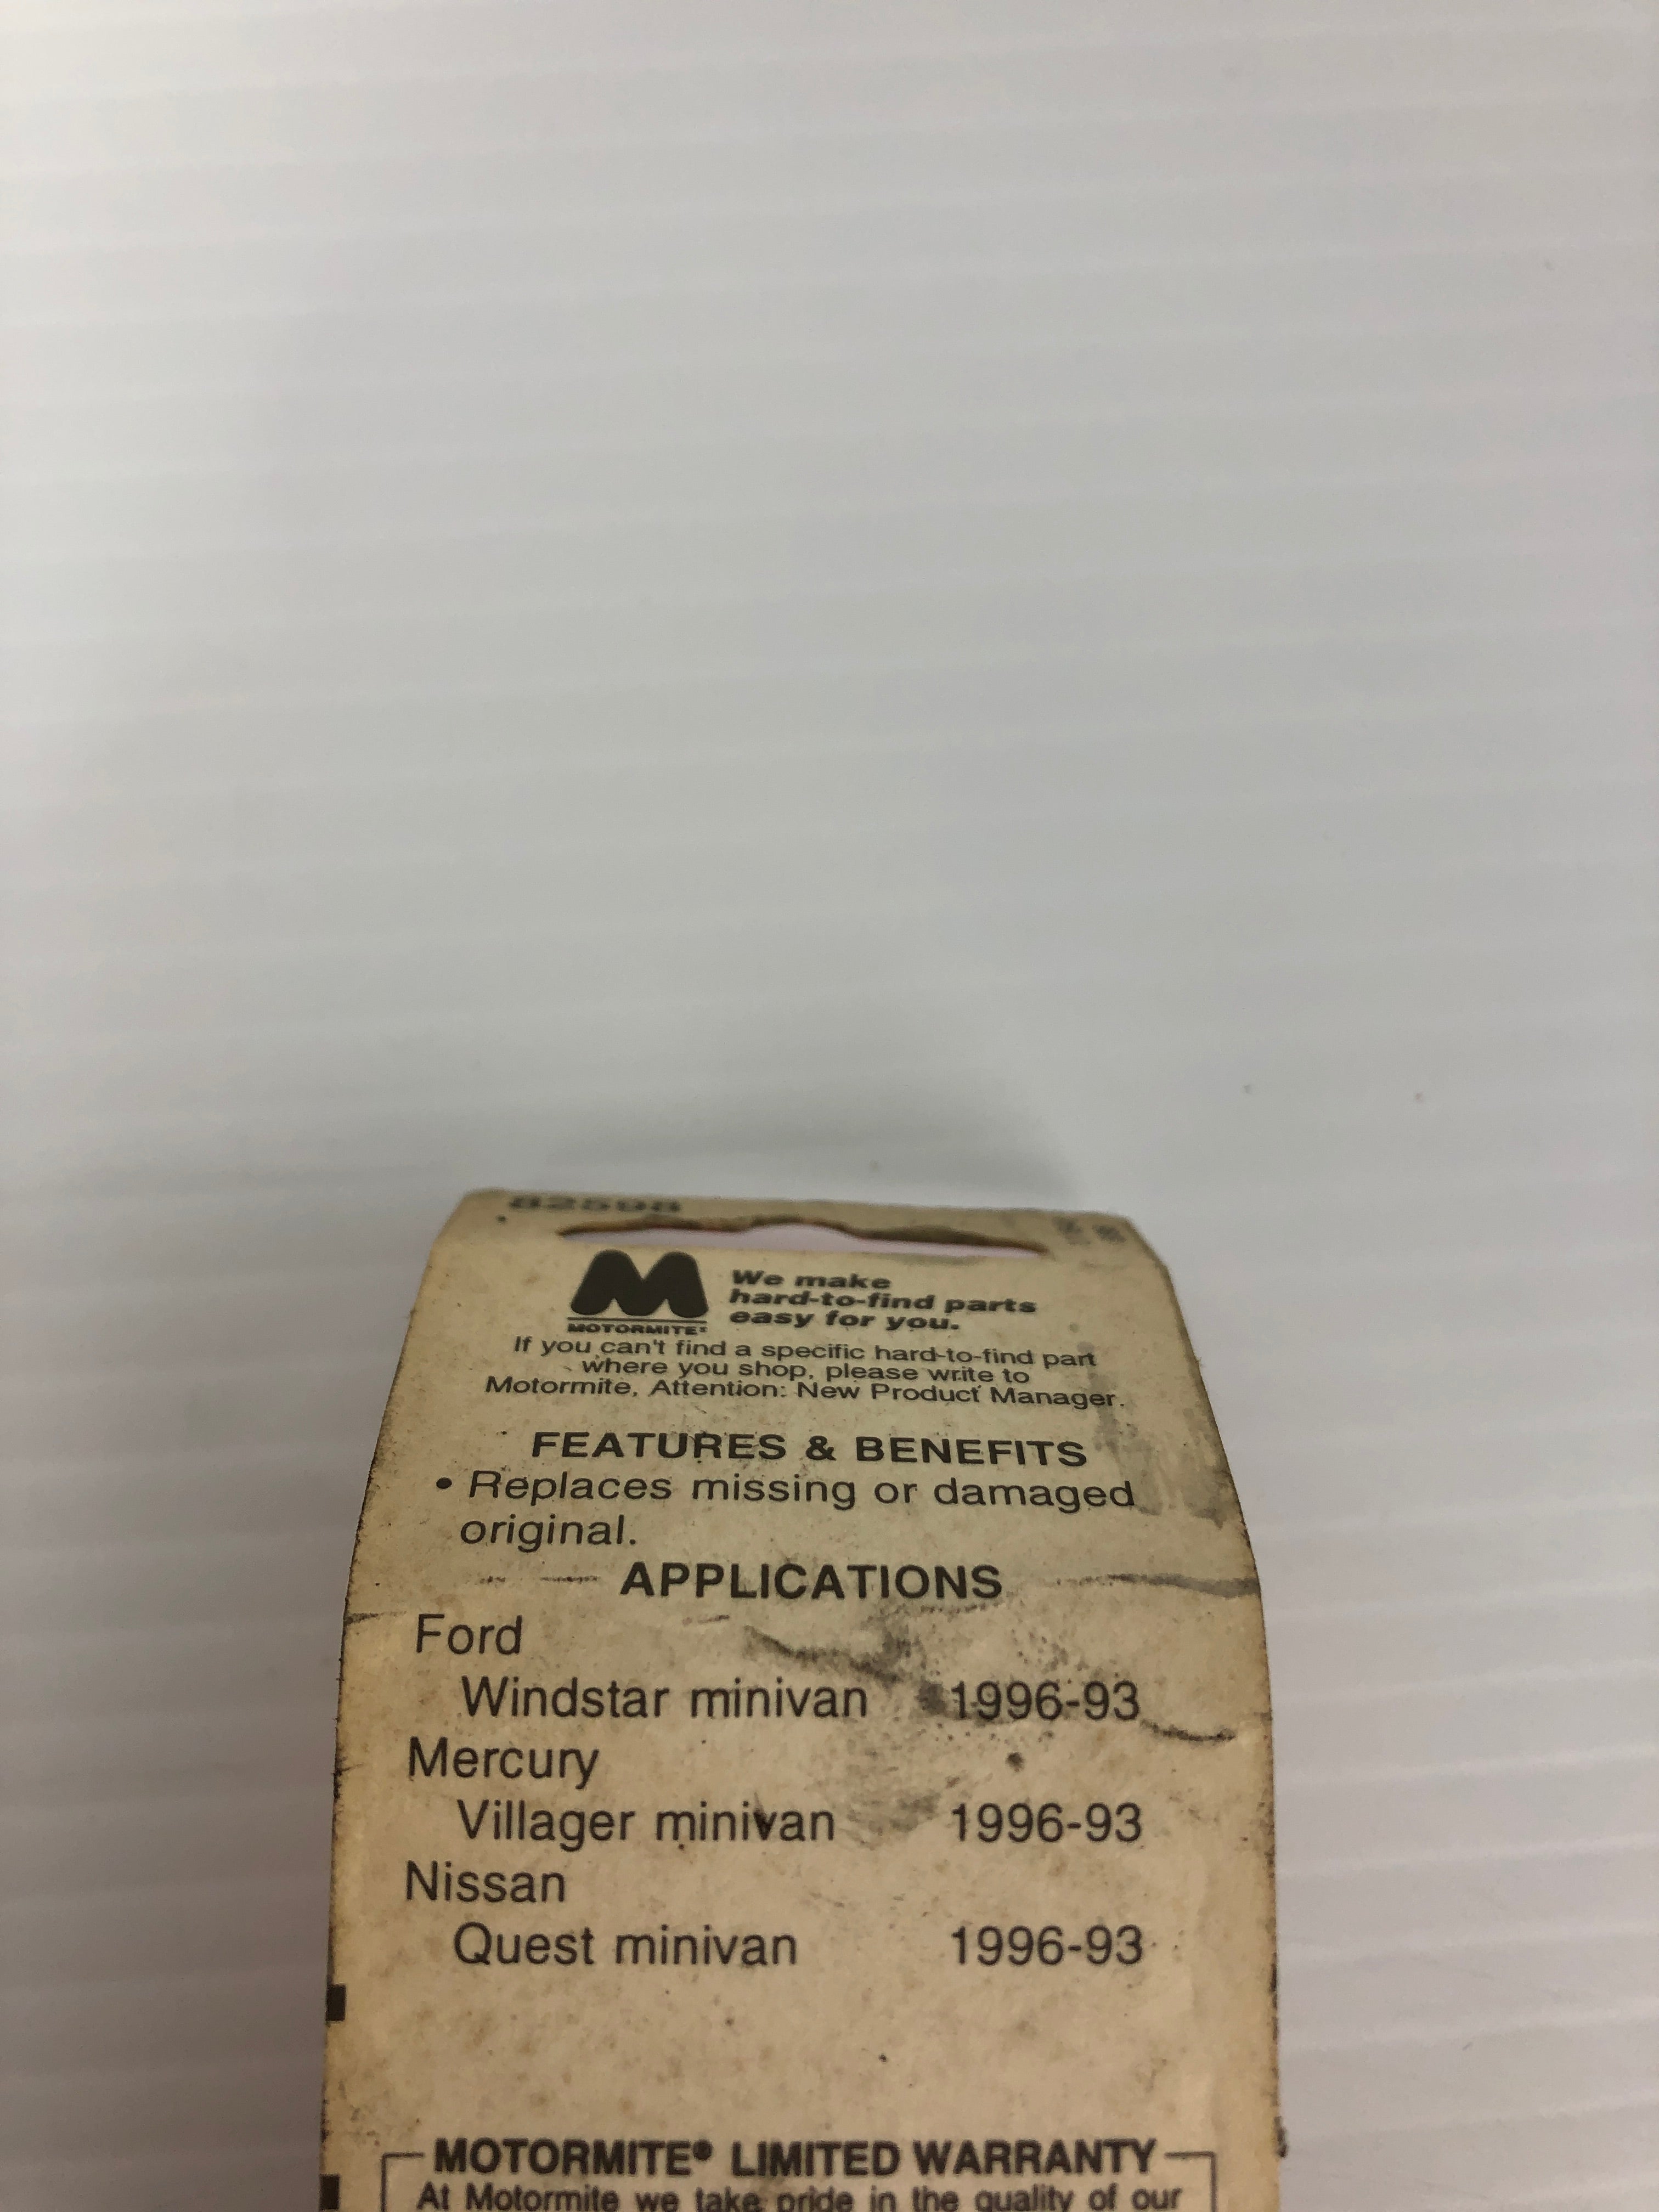 82598
We make
hard-to-find parts
easy for you.
MOTORMITE®
If you can't find a specific hard-to-find part
where you shop, please write to
Motormite, Attention: New Product Manager.
FEATURES & BENEFITS
• Replaces missing or damaged
original.
APPLICATIONS
Ford
Windstar minivan 1996-93
Mercury
Villager minivan 1996-93
Nissan
Quest minivan 1996-93
MOTORMITE® LIMITED WARRANTY
At Motormite we take pride in the quality of our